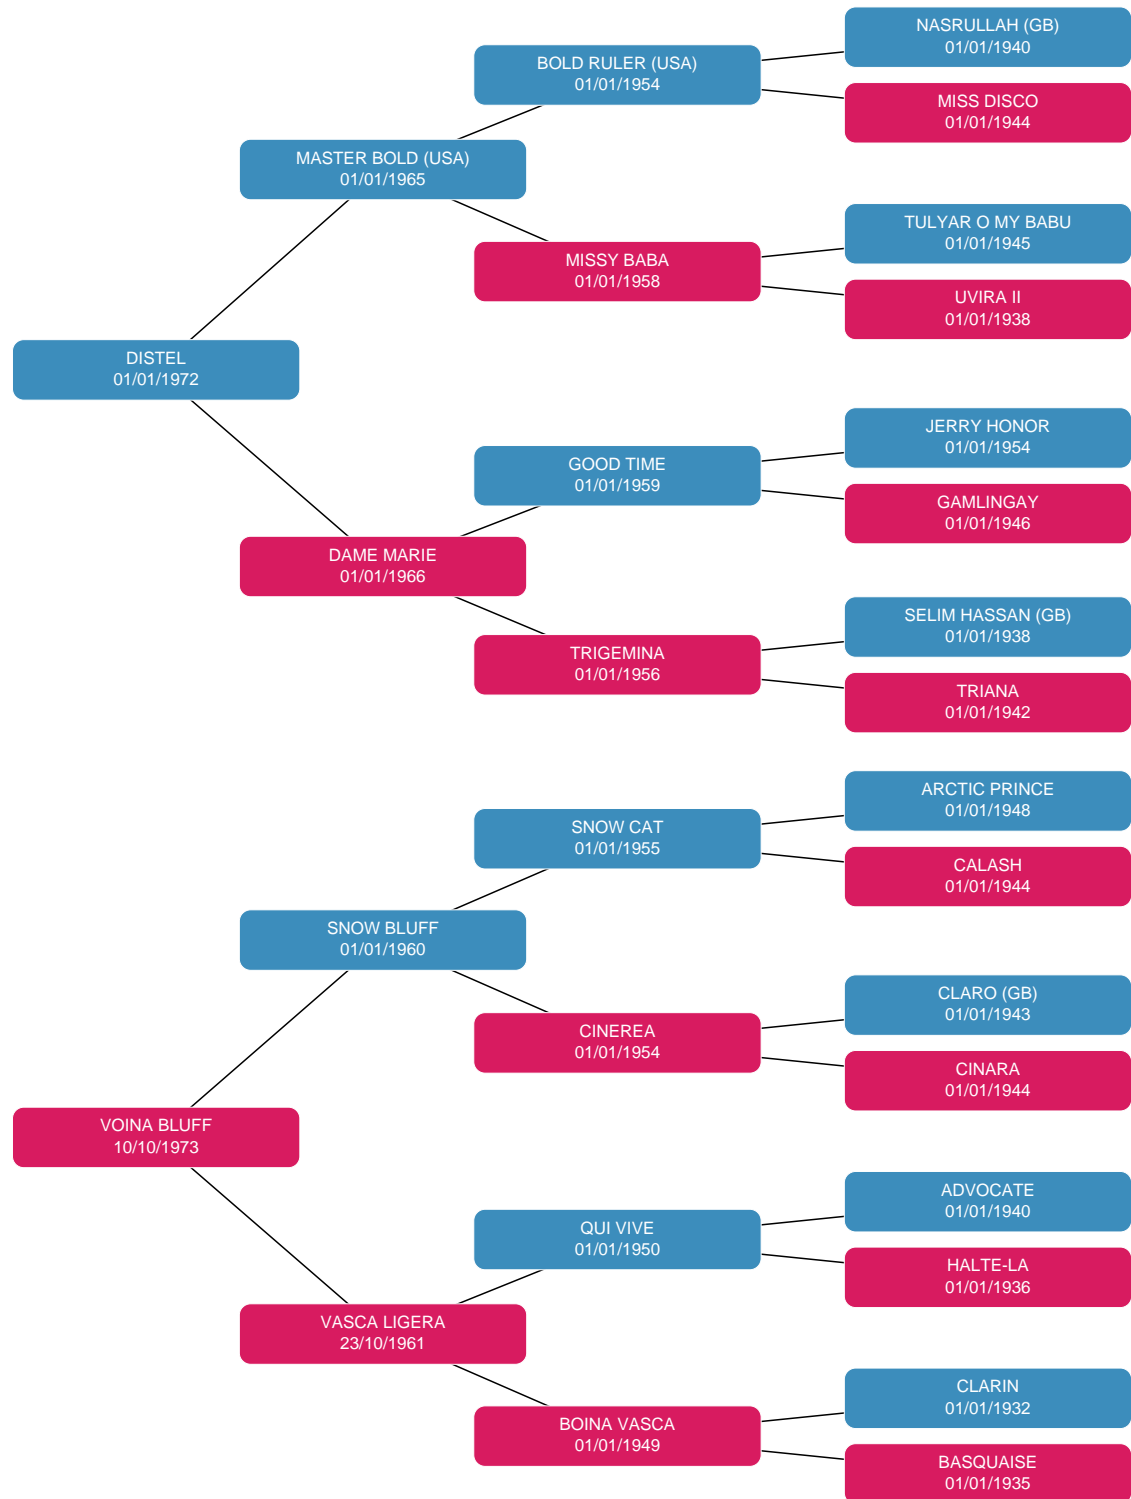 NASRULLAH (GB)
01/01/1940
BOLD RULER (USA)
01/01/1954
MISS DISCO
01/01/1944
MASTER BOLD (USA)
01/01/1965
TULYAR O MY BABU
01/01/1945
MISSY BABA
01/01/1958
UVIRA II
01/01/1938
DISTEL
01/01/1972
JERRY HONOR
01/01/1954
GOOD TIME
01/01/1959
GAMLINGAY
01/01/1946
DAME MARIE
01/01/1966
SELIM HASSAN (GB)
01/01/1938
TRIGEMINA
01/01/1956
TRIANA
01/01/1942
ARCTIC PRINCE
01/01/1948
SNOW CAT
01/01/1955
CALASH
01/01/1944
SNOW BLUFF
01/01/1960
CLARO (GB)
01/01/1943
CINEREA
01/01/1954
CINARA
01/01/1944
VOINA BLUFF
10/10/1973
ADVOCATE
01/01/1940
QUI VIVE
01/01/1950
HALTE-LA
01/01/1936
VASCA LIGERA
23/10/1961
CLARIN
01/01/1932
BOINA VASCA
01/01/1949
BASQUAISE
01/01/1935